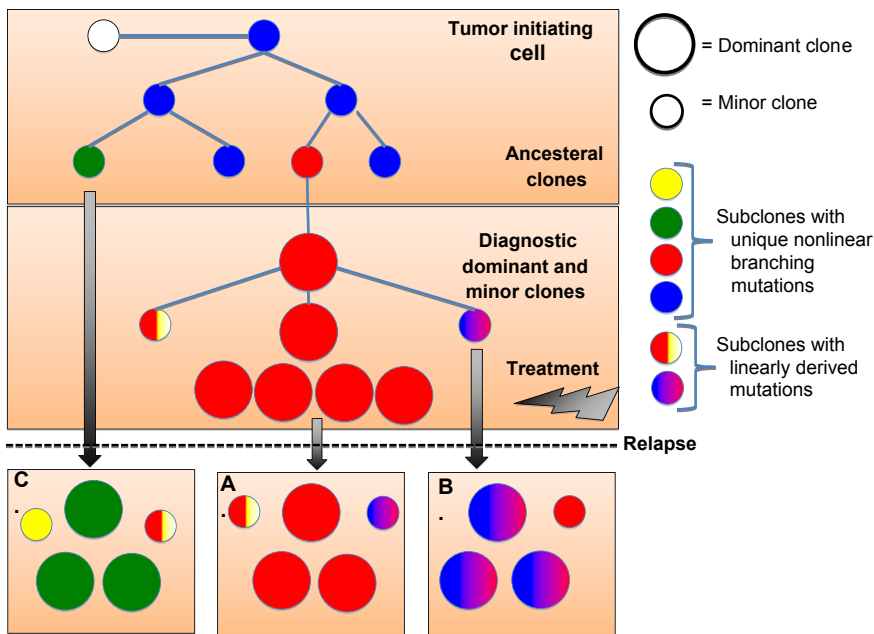 Tumor initiating
cell
Ancesteral
clones
Diagnostic
dominant and
minor clones
Treatment
= Dominant clone
= Minor clone
Subclones with
unique nonlinear
branching
mutations
Subclones with
linearly derived
mutations
Relapse
C
.
A
.
B
.